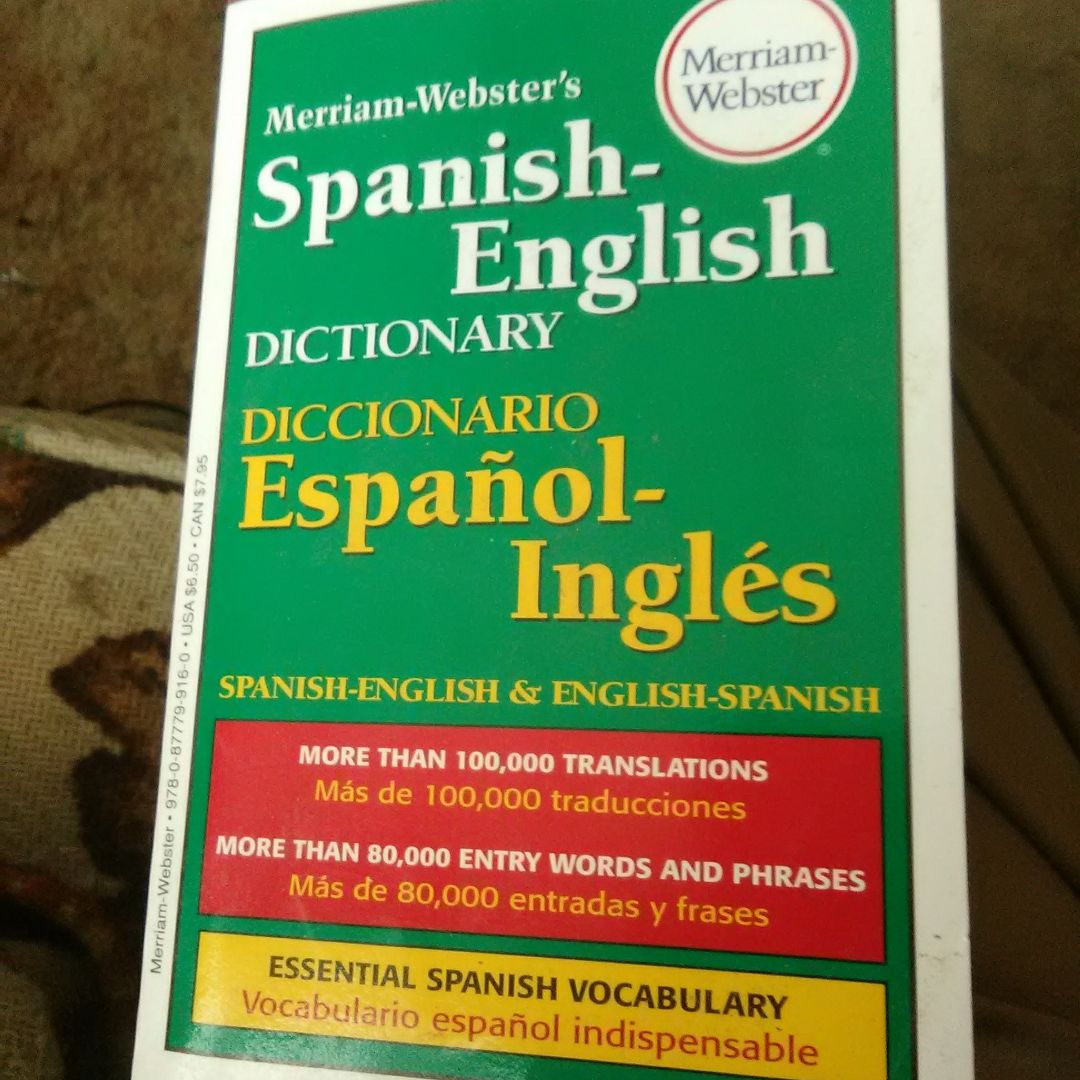 Merriam-
Webster
®
Merriam-Webster's
Spanish-
English
DICTIONARY
DICCIONARIO
Español-
Inglés
SPANISH-ENGLISH & ENGLISH-SPANISH
MORE THAN 100,000 TRANSLATIONS
Más de 100,000 traducciones
MORE THAN 80,000 ENTRY WORDS AND PHRASES
Más de 80,000 entradas y frases
ESSENTIAL SPANISH VOCABULARY
Vocabulario español indispensable
Merriam-Webster • 978-0-87779-916-0 • USA $6.50 • CAN $7.95